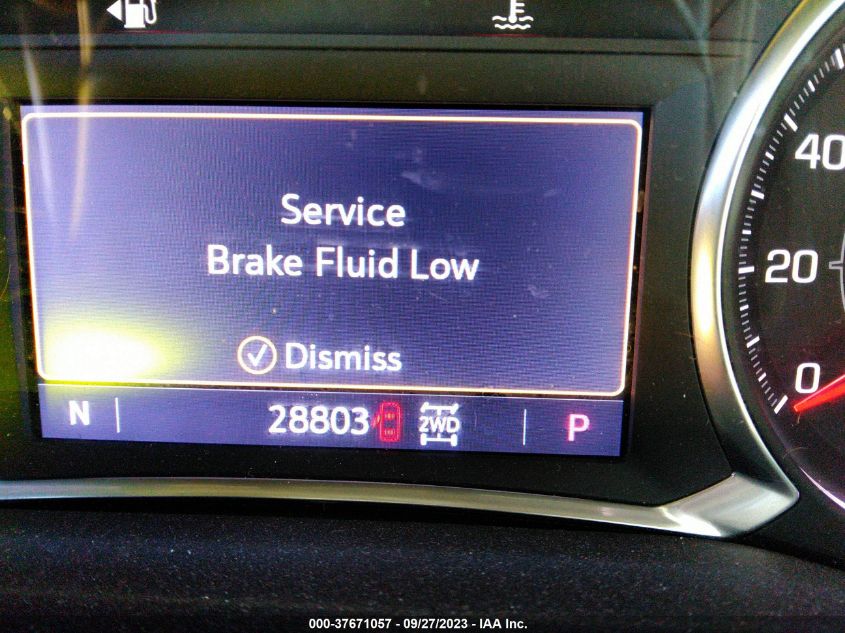 Service
Brake Fluid Low
Dismiss
N 28803 2WD P
40
20
0
000-37671057 - 09/27/2023 - IAA Inc.